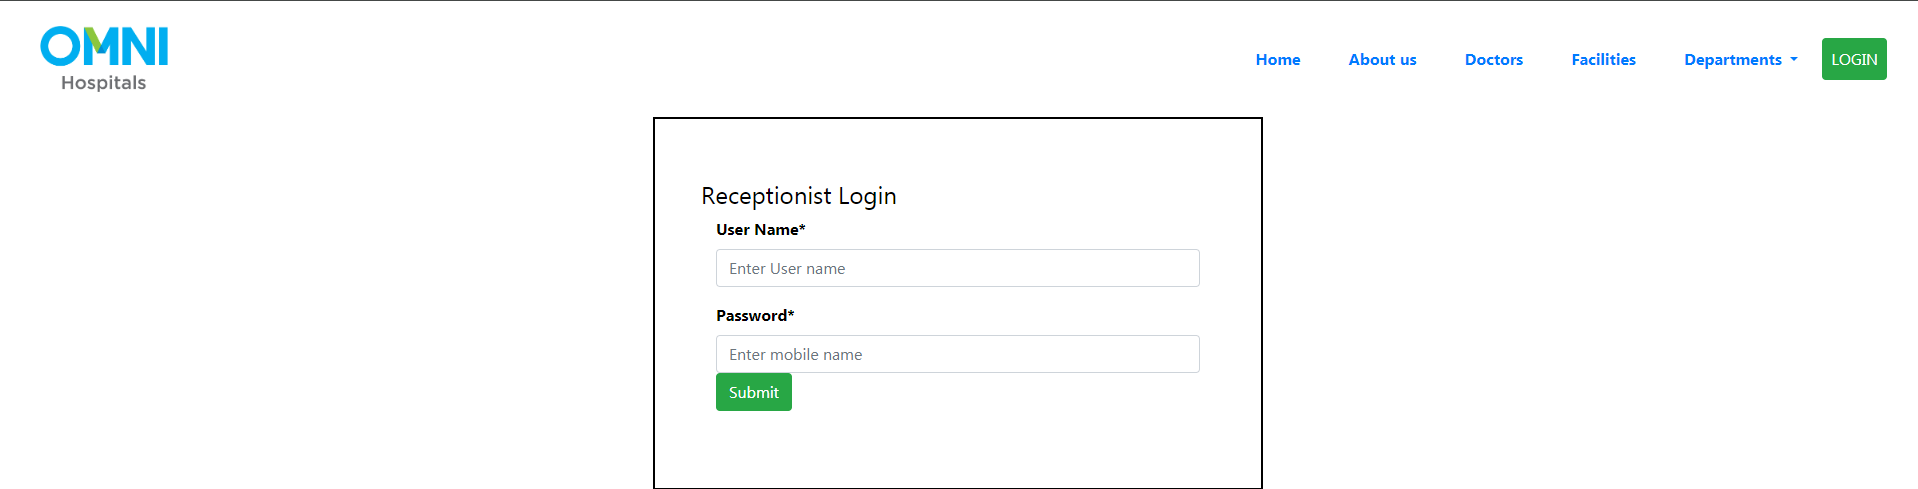 OMNI
Hospitals
Home About us Doctors Facilities Departments LOGIN
Receptionist Login
User Name*
Enter User name
Password*
Enter mobile name
Submit